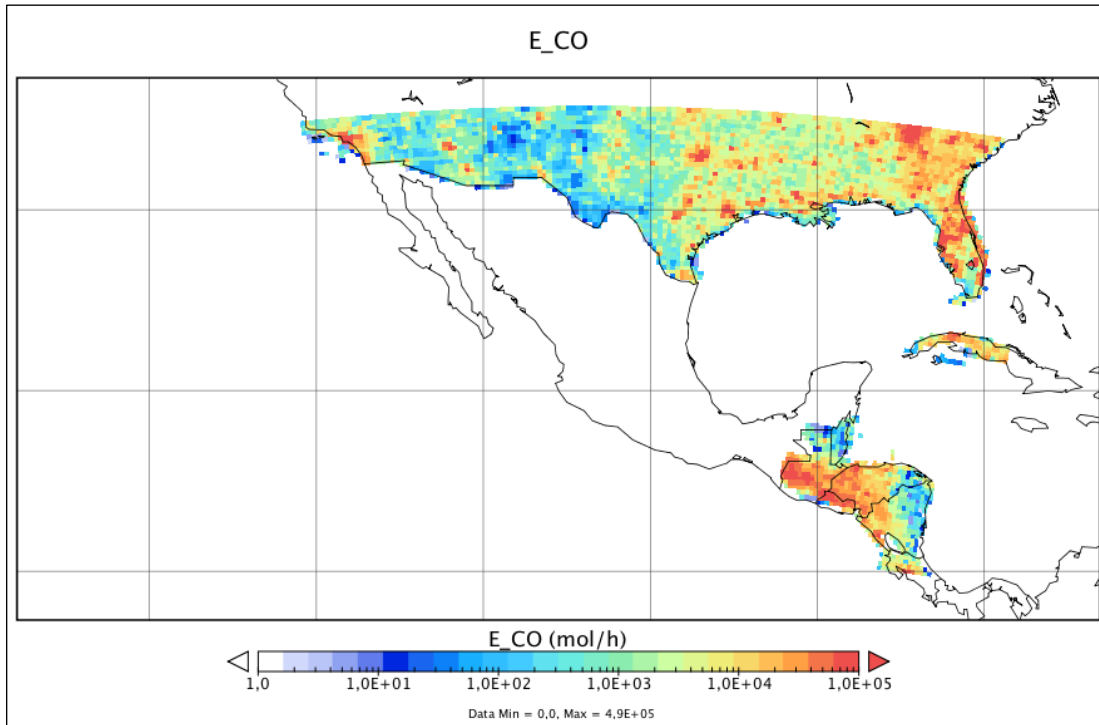 E_CO
E_CO (mol/h)
1,0 1,0E+01 1,0E+02 1,0E+03 1,0E+04 1,0E+05
Data Min = 0,0, Max = 4,9E+05